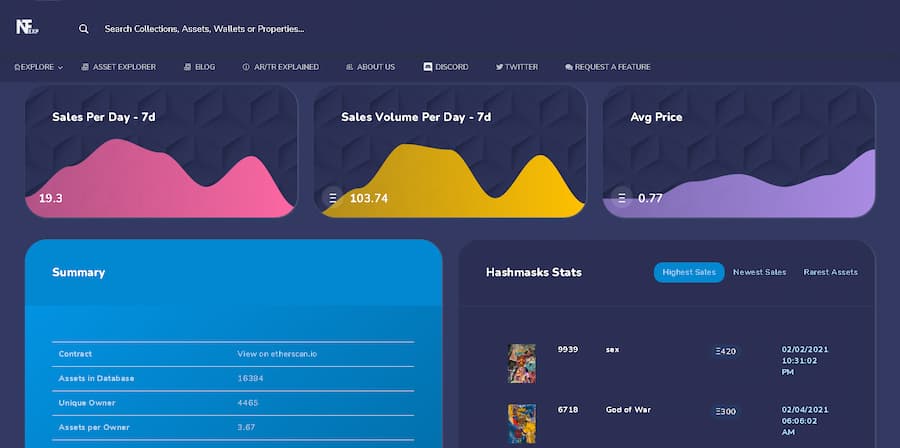 NFT EXP
Search Collections, Assets, Wallets or Properties...
EXPLORE ASSET EXPLORER BLOG AR/TR EXPLAINED ABOUT US DISCORD TWITTER REQUEST A FEATURE
Sales Per Day - 7d
19.3
Sales Volume Per Day - 7d
Ξ 103.74
Avg Price
Ξ 0.77
Summary
Contract View on etherscan.io
Assets in Database 16384
Unique Owner 4465
Assets per Owner 3.67
Hashmasks Stats
Highest Sales Newest Sales Rarest Assets
9939 sex Ξ420 02/02/2021
10:31:02
PM
6718 God of War Ξ300 02/04/2021
06:06:02
AM